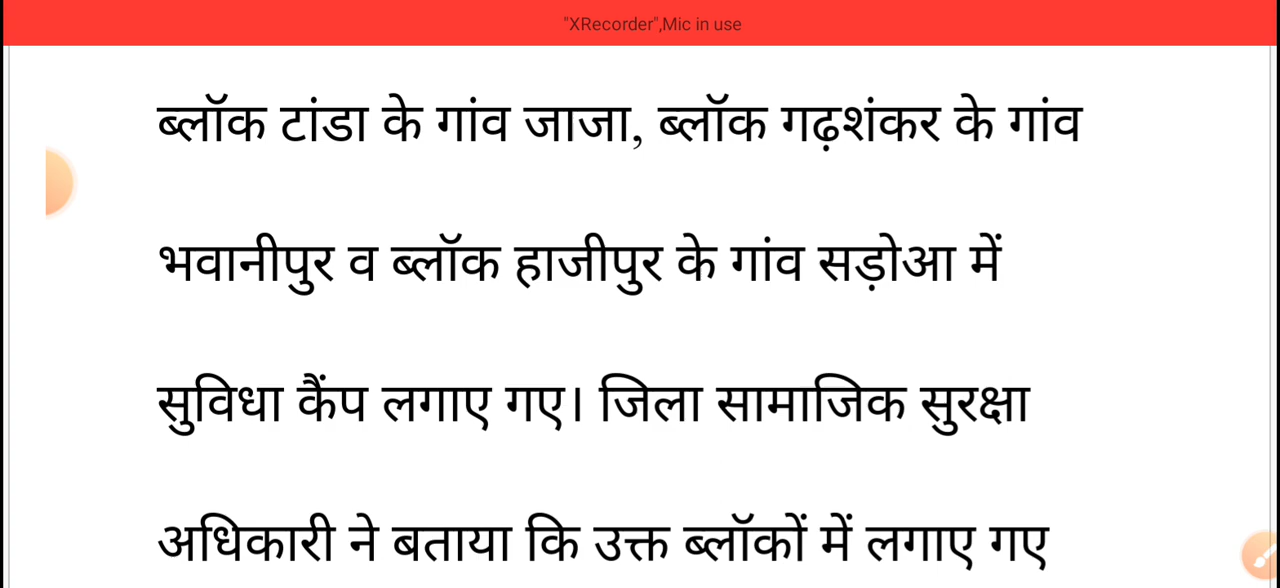 "XRecorder",Mic in use
ब्लॉक टांडा के गांव जाजा, ब्लॉक गढ़शंकर के गांव
भवानीपुर व ब्लॉक हाजीपुर के गांव सड़ोआ में
सुविधा कैंप लगाए गए। जिला सामाजिक सुरक्षा
अधिकारी ने बताया कि उक्त ब्लॉकों में लगाए गए